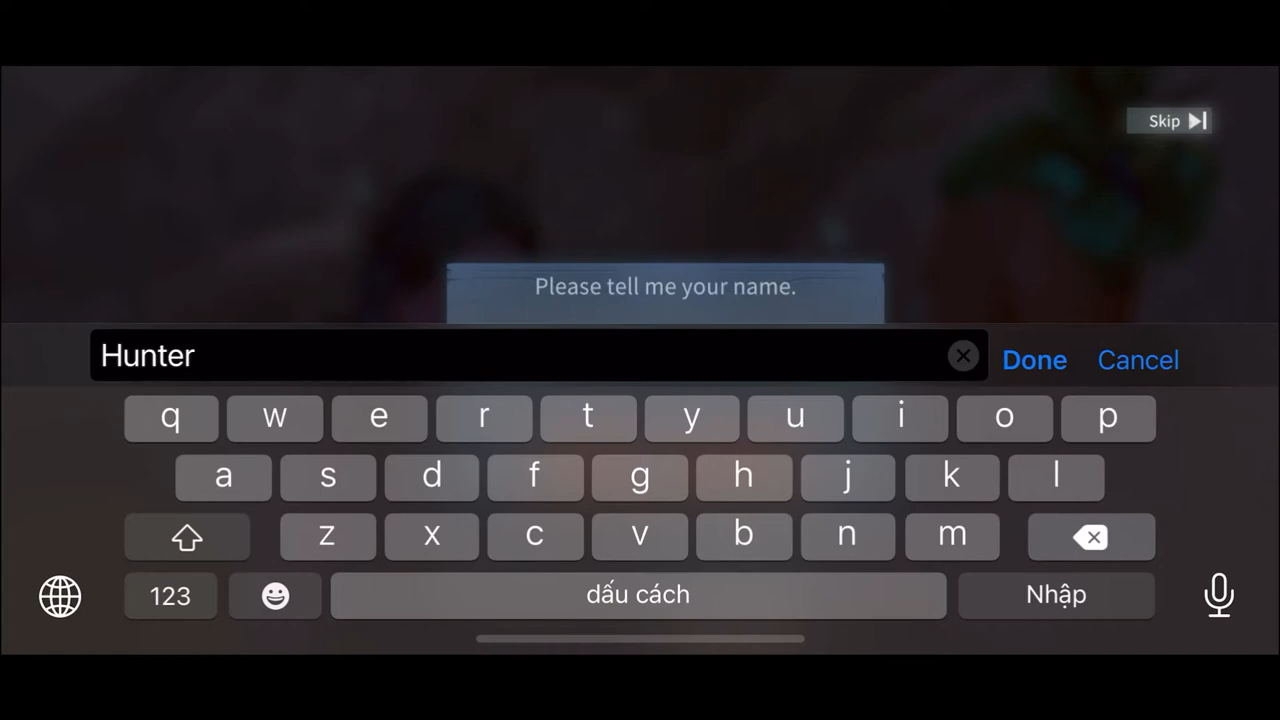 Skip
Please tell me your name.
Hunter
Done Cancel
q w e r t y u i o p
a s d f g h j k l
z x c v b n m
123 dấu cách Nhập